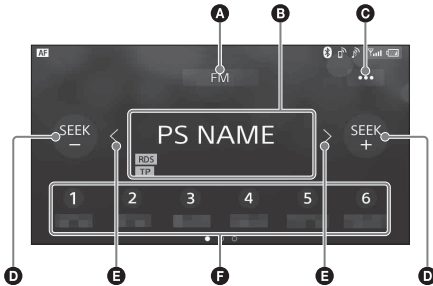 A B C
AF FM •••
SEEK
−
<
PS NAME
>
SEEK
+
RDS
TP
D E E D
1 2 3 4 5 6
F